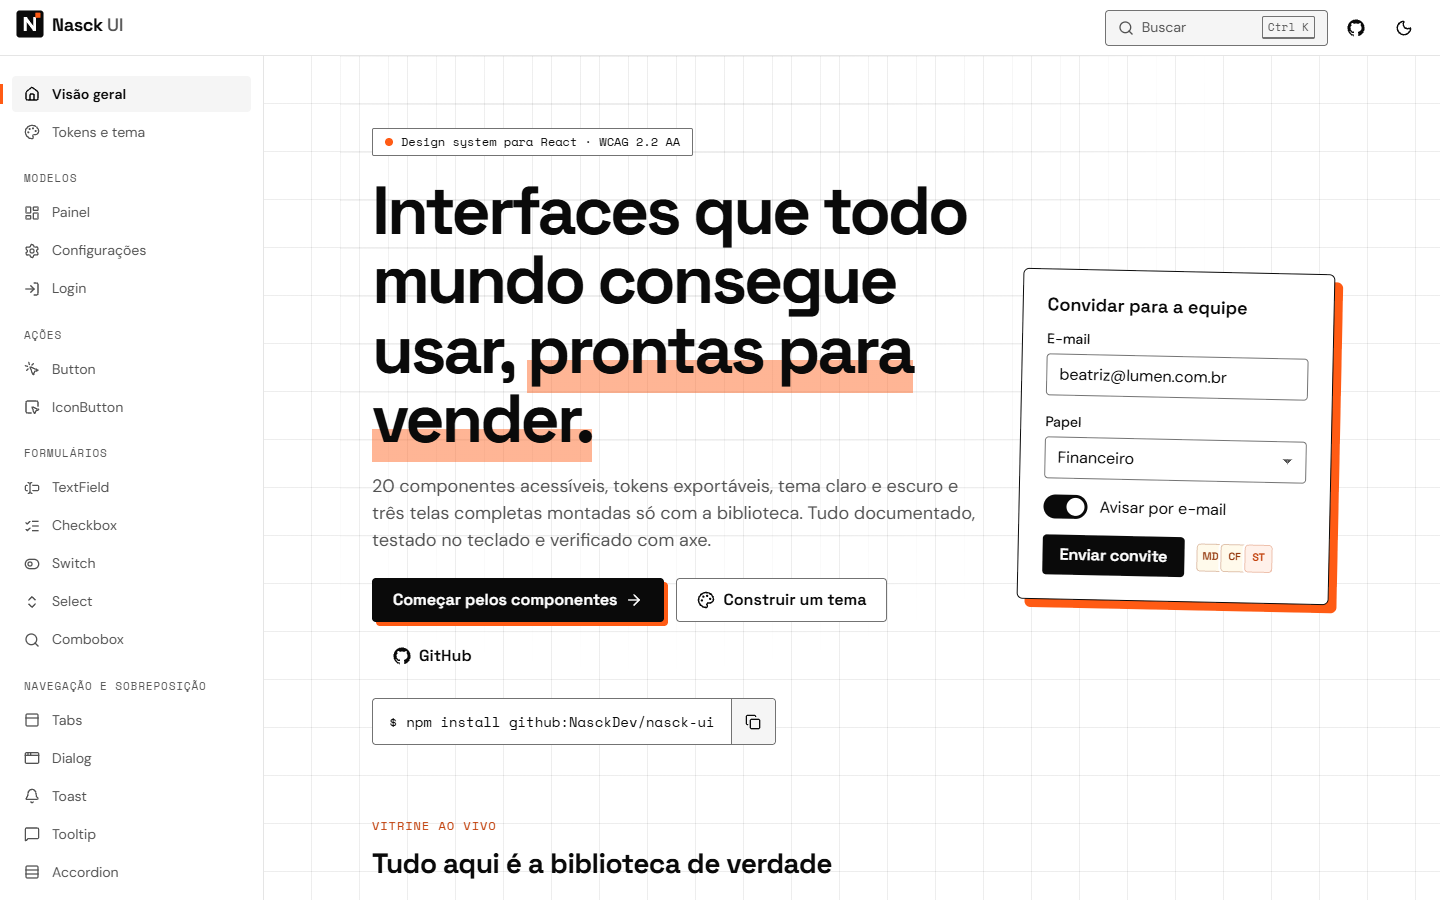 Nasck UI
Buscar
Ctrl K
Visão geral
Tokens e tema
MODELOS
Painel
Configurações
Login
AÇÕES
Button
IconButton
FORMULÁRIOS
TextField
Checkbox
Switch
Select
Combobox
NAVEGAÇÃO E SOBREPOSIÇÃO
Tabs
Dialog
Toast
Tooltip
Accordion
Design system para React · WCAG 2.2 AA
Interfaces que todo
mundo consegue
usar, prontas para
vender.
20 componentes acessíveis, tokens exportáveis, tema claro e escuro e
três telas completas montadas só com a biblioteca. Tudo documentado,
testado no teclado e verificado com axe.
Começar pelos componentes
Construir um tema
GitHub
$ npm install github:NasckDev/nasck-ui
Convidar para a equipe
E-mail
beatriz@lumen.com.br
Papel
Financeiro
Avisar por e-mail
Enviar convite
MD CF ST
VITRINE AO VIVO
Tudo aqui é a biblioteca de verdade